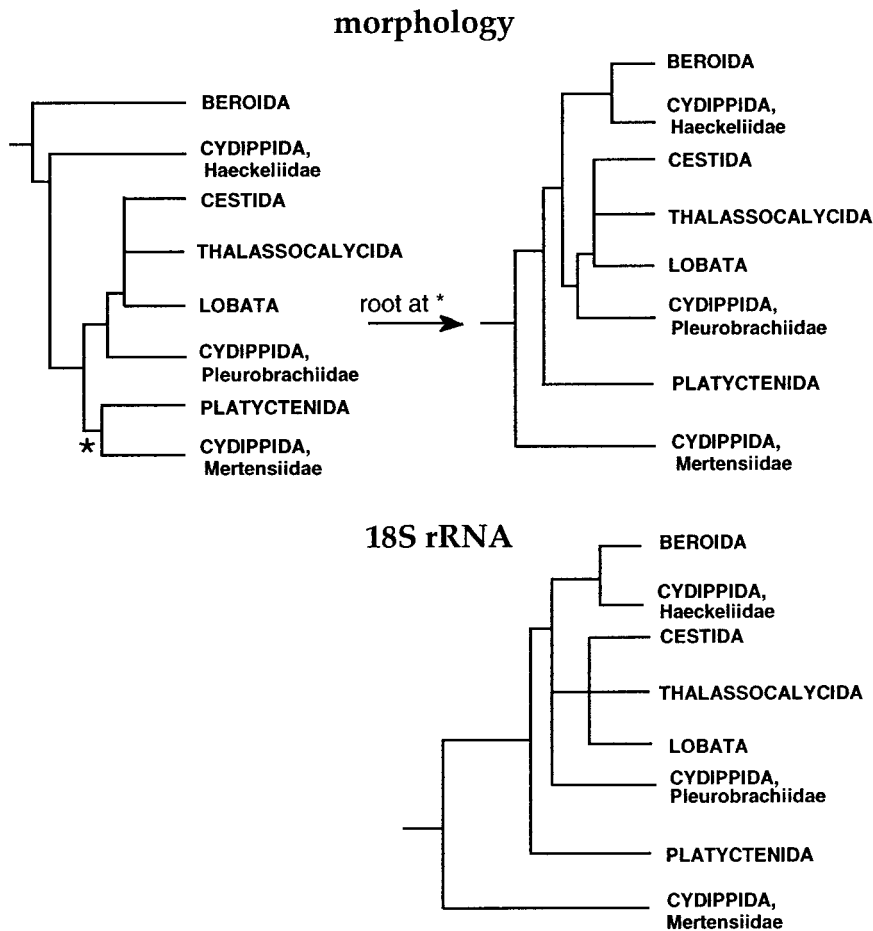 morphology
BEROIDA
CYDIPPIDA,
Haeckeliidae
CESTIDA
THALASSOCALYCIDA
LOBATA
CYDIPPIDA,
Pleurobrachiidae
PLATYCTENIDA
CYDIPPIDA,
Mertensiidae
*
root at *
BEROIDA
CYDIPPIDA,
Haeckeliidae
CESTIDA
THALASSOCALYCIDA
LOBATA
CYDIPPIDA,
Pleurobrachiidae
PLATYCTENIDA
CYDIPPIDA,
Mertensiidae
18S rRNA
BEROIDA
CYDIPPIDA,
Haeckeliidae
CESTIDA
THALASSOCALYCIDA
LOBATA
CYDIPPIDA,
Pleurobrachiidae
PLATYCTENIDA
CYDIPPIDA,
Mertensiidae